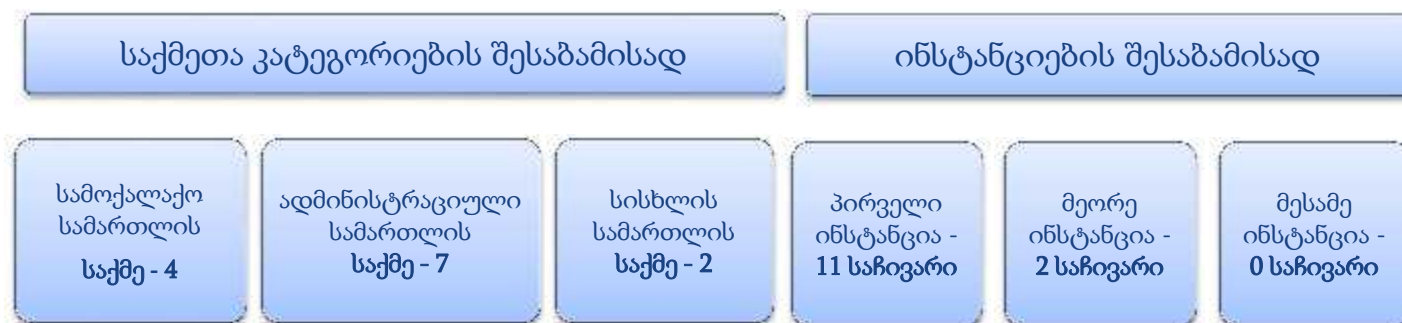 საქმეთა კატეგორიების შესაბამისად
ინსტანციების შესაბამისად
სამოქალაქო
სამართლის
საქმე - 4
ადმინისტრაციული
სამართლის
საქმე - 7
სისხლის
სამართლის
საქმე - 2
პირველი
ინსტანცია -
11 საჩივარი
მეორე
ინსტანცია -
2 საჩივარი
მესამე
ინსტანცია -
0 საჩივარი